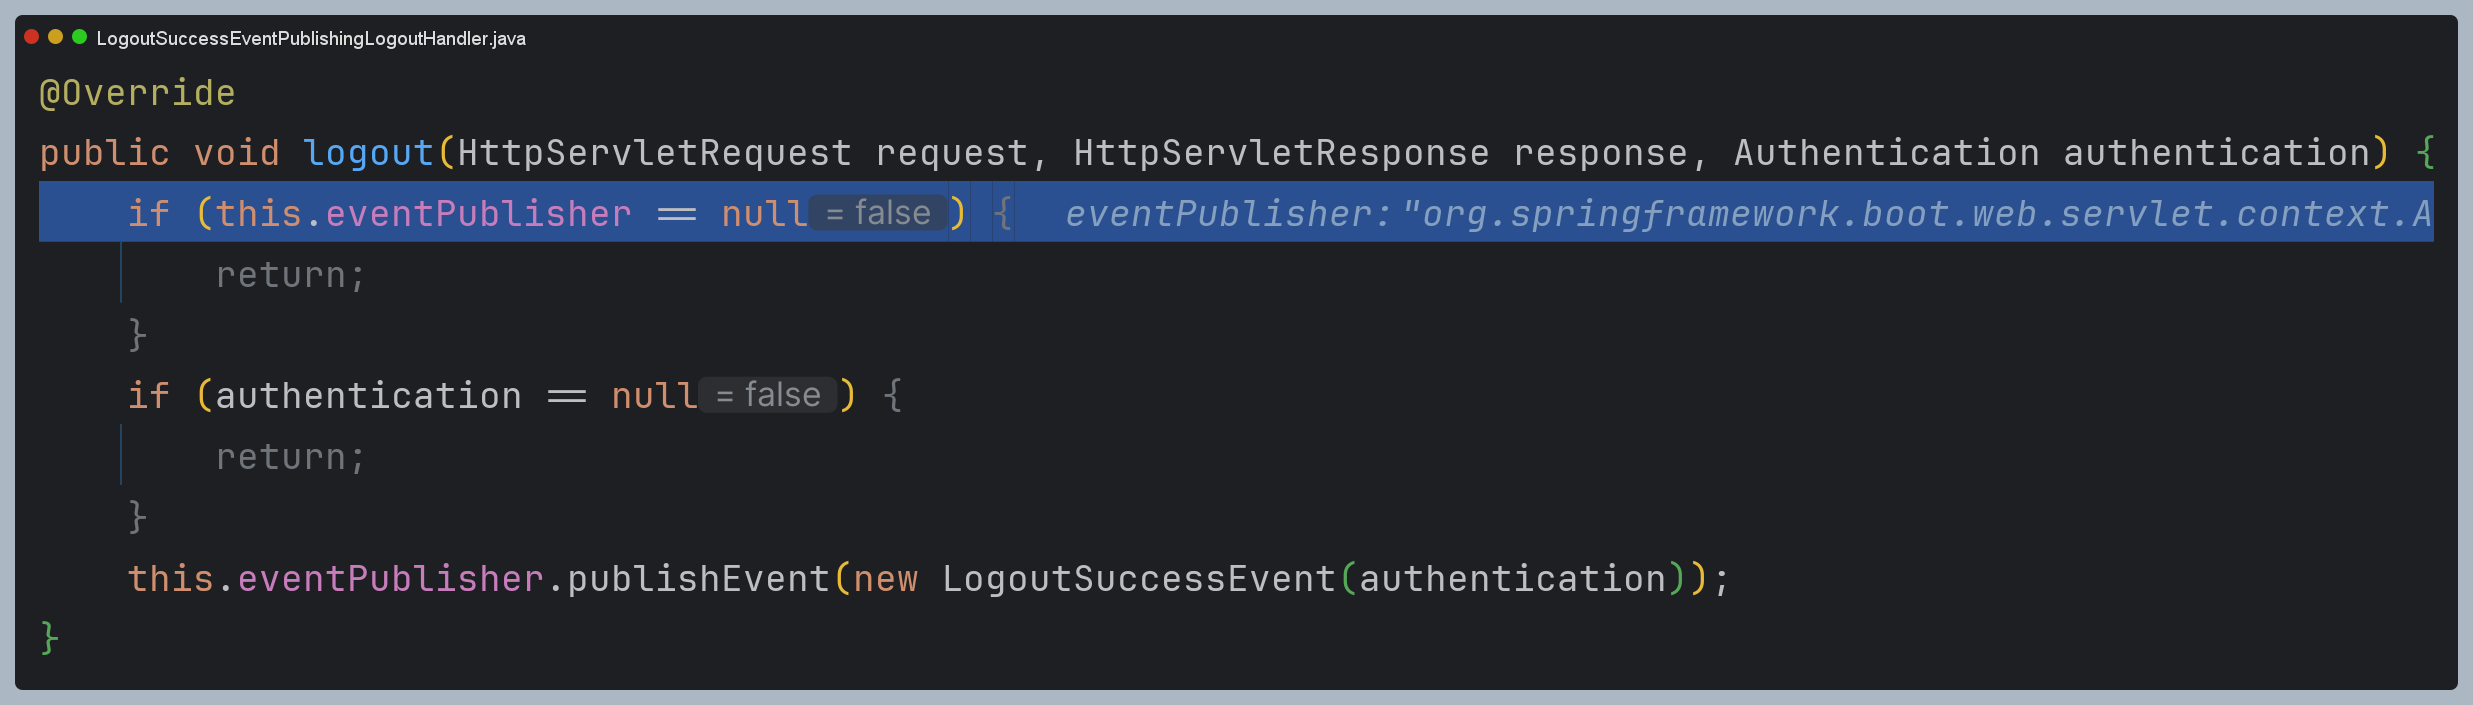 LogoutSuccessEventPublishingLogoutHandler.java
@Override
public void logout(HttpServletRequest request, HttpServletResponse response, Authentication authentication) {
    if (this.eventPublisher == null = false ) {   eventPublisher:"org.springframework.boot.web.servlet.context.A
        return;
    }
    if (authentication == null = false ) {
        return;
    }
    this.eventPublisher.publishEvent(new LogoutSuccessEvent(authentication));
}